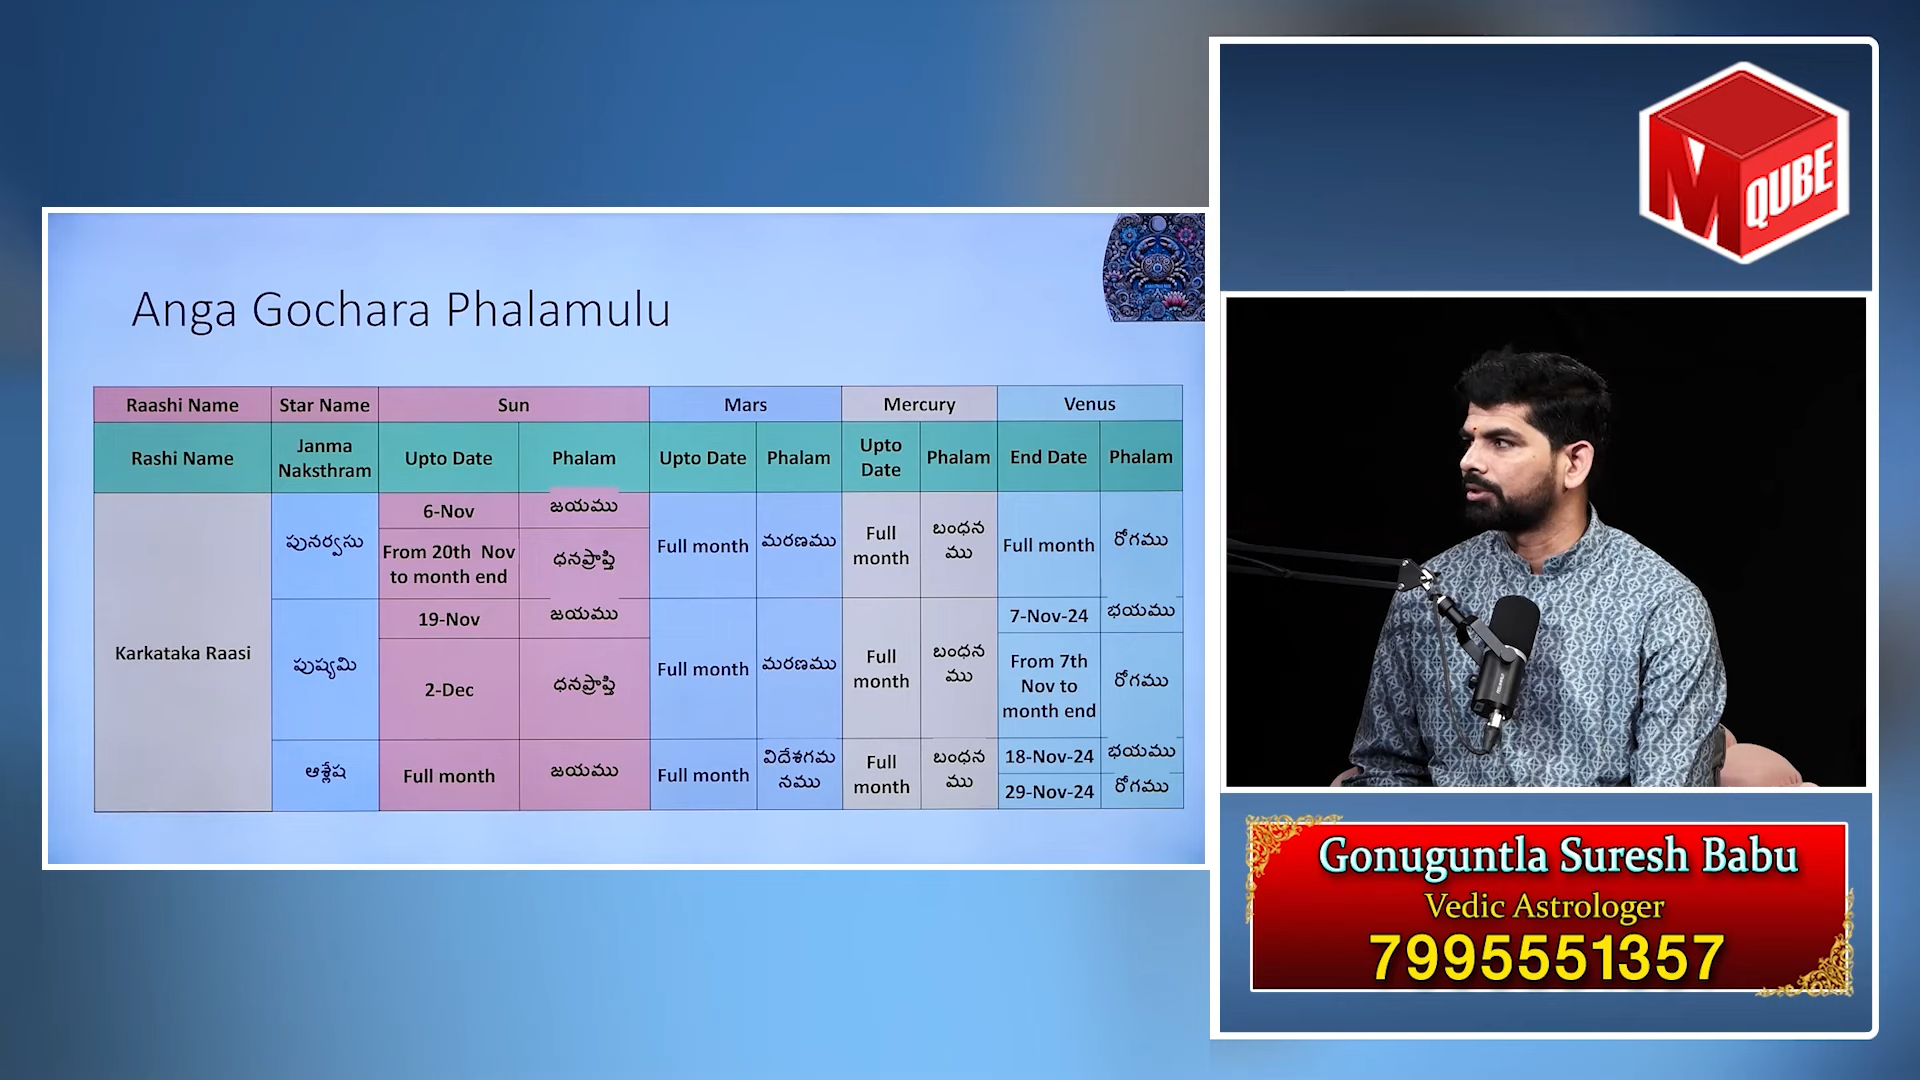 M
QUBE
Anga Gochara Phalamulu
Raashi Name
Star Name
Sun
Mars
Mercury
Venus
Rashi Name
Janma
Naksthram
Upto Date
Phalam
Upto Date
Phalam
Upto
Date
Phalam
End Date
Phalam
Karkataka Raasi
పునర్వసు
6-Nov
జయము
From 20th Nov
to month end
ధనప్రాప్తి
Full month
మరణము
Full
month
బంధన
ము
Full month
రోగము
పుష్యమి
19-Nov
జయము
2-Dec
ధనప్రాప్తి
Full month
మరణము
Full
month
బంధన
ము
7-Nov-24
భయము
From 7th
Nov to
month end
రోగము
ఆశ్లేష
Full month
జయము
Full month
విదేశగమ
నము
Full
month
బంధన
ము
18-Nov-24
భయము
29-Nov-24
రోగము
Gonuguntla Suresh Babu
Vedic Astrologer
7995551357